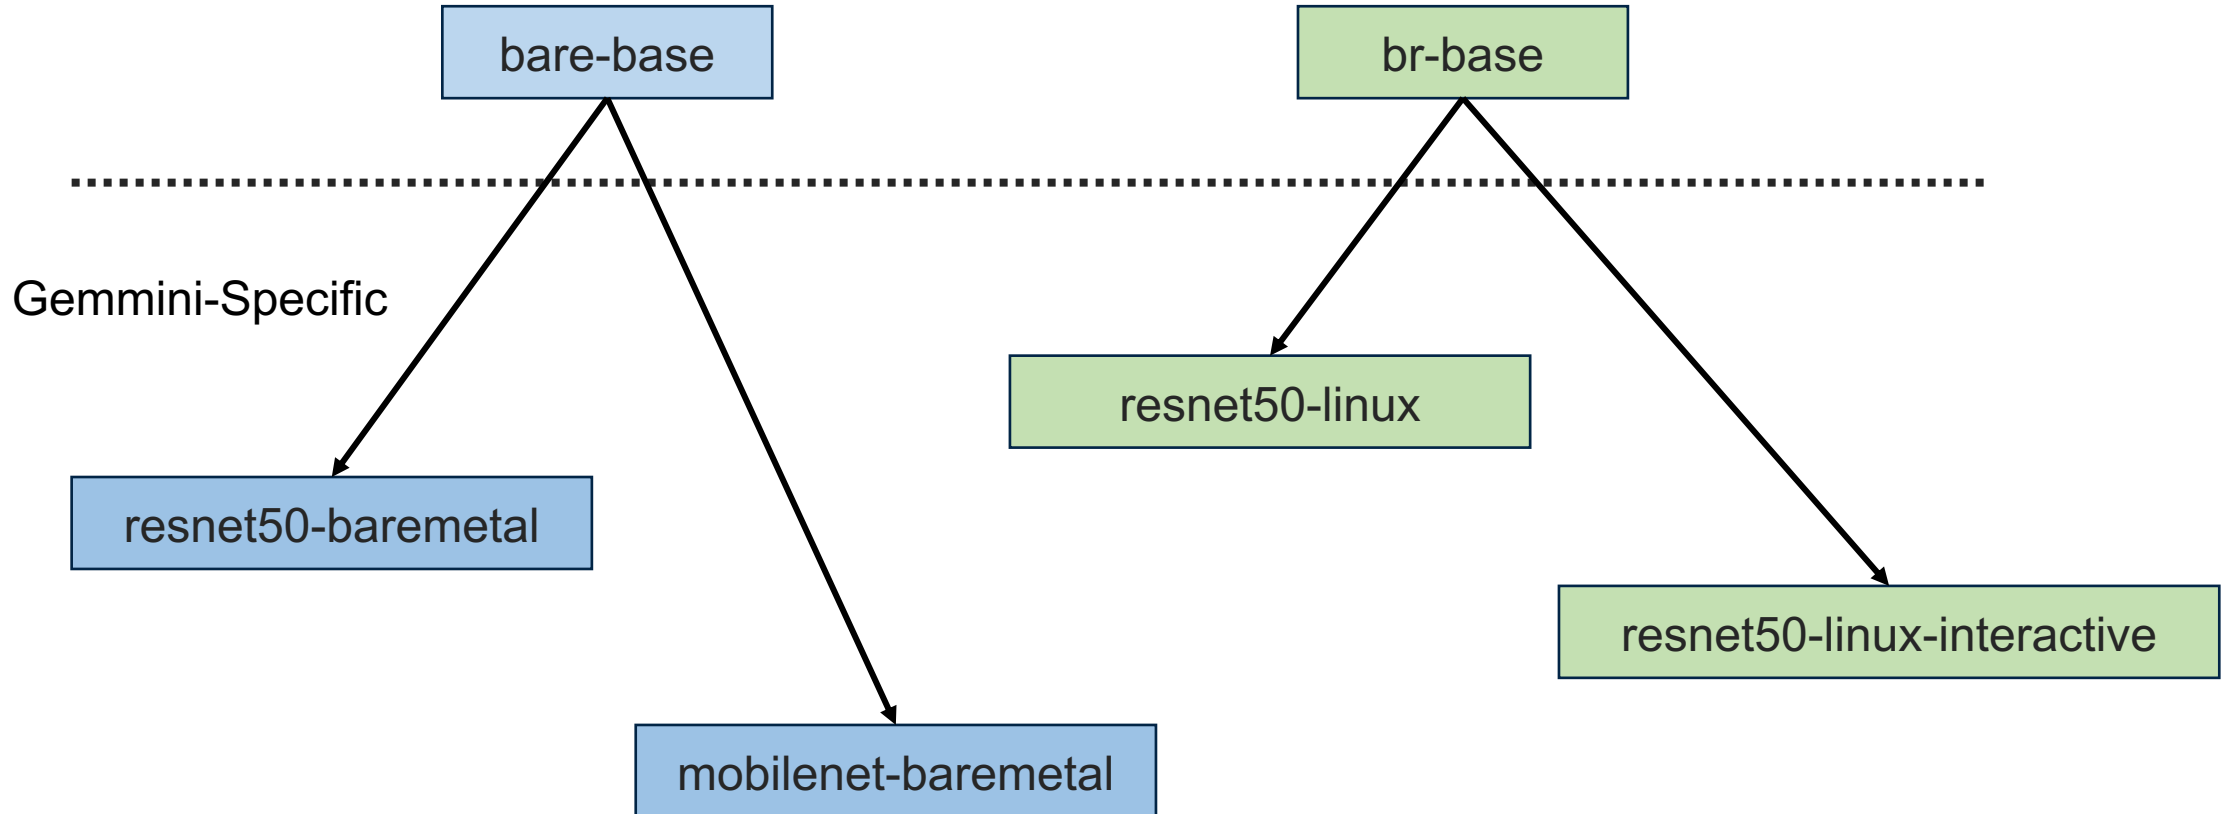 bare-base
br-base
Gemmini-Specific
resnet50-linux
resnet50-baremetal
resnet50-linux-interactive
mobilenet-baremetal